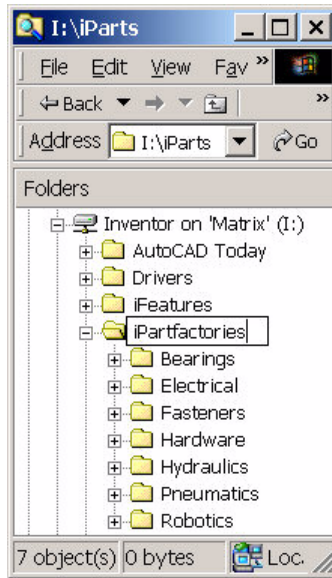 I:\iParts
File Edit View Fav »
Back »
Address I:\iParts Go
Folders
Inventor on 'Matrix' (I:)
AutoCAD Today
Drivers
iFeatures
iPartfactories
Bearings
Electrical
Fasteners
Hardware
Hydraulics
Pneumatics
Robotics
7 object(s) 0 bytes Loc.